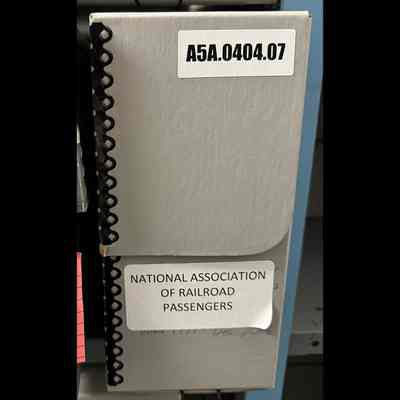 A5A.0404.07
NATIONAL ASSOCIATION
OF RAILROAD
PASSENGERS